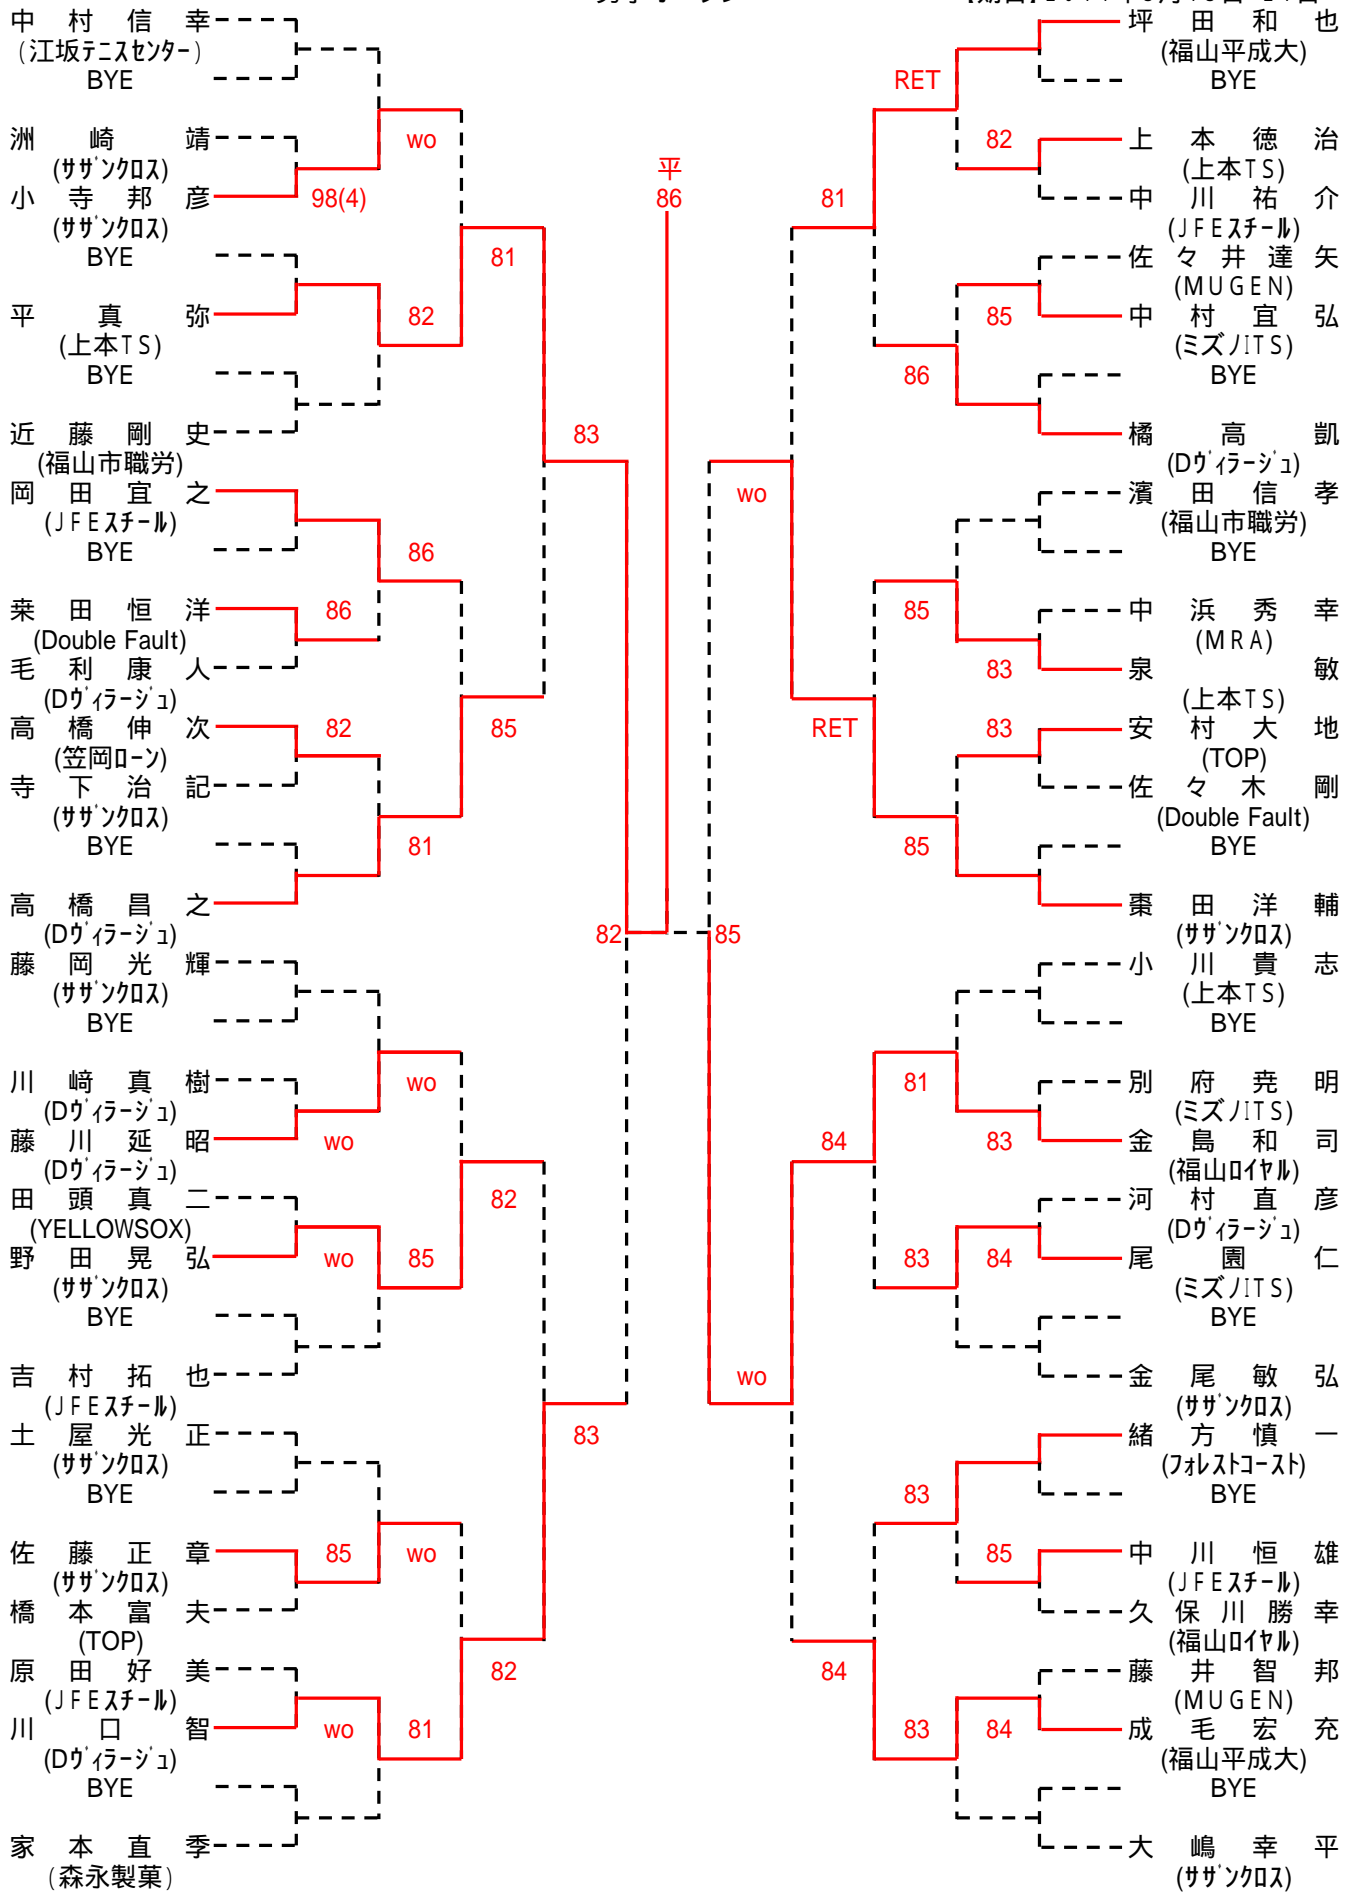 中村信幸
(江坂テニスセンター)
BYE
洲崎靖
(サザンクロス)
小寺邦彦
(サザンクロス)
BYE
平真弥
(上本TS)
BYE
近藤剛史
(福山市職労)
岡田宜之
(JFEスチール)
BYE
桒田恒洋
(Double Fault)
毛利康人
(Dヴィラージュ)
高橋伸次
(笠岡ローン)
寺下治記
(サザンクロス)
BYE
高橋昌之
(Dヴィラージュ)
藤岡光輝
(サザンクロス)
BYE
川﨑真樹
(Dヴィラージュ)
藤川延昭
(Dヴィラージュ)
田頭真二
(YELLOWSOX)
野田晃弘
(サザンクロス)
BYE
吉村拓也
(JFEスチール)
土屋光正
(サザンクロス)
BYE
佐藤正章
(サザンクロス)
橋本富夫
(TOP)
原田好美
(JFEスチール)
川口智
(Dヴィラージュ)
BYE
家本直季
(森永製菓)
98(4)
86
82
wo
wo
85
wo
wo
82
86
81
wo
85
wo
81
81
85
82
82
83
83
82
平
86
85
wo
wo
81
RET
84
84
RET
86
85
85
81
83
83
83
82
85
83
83
83
84
85
84
坪田和也
(福山平成大)
BYE
上本徳治
(上本TS)
中川祐介
(JFEスチール)
佐々井達矢
(MUGEN)
中村宜弘
(ミズノITS)
BYE
橘高凱
(Dヴィラージュ)
濱田信孝
(福山市職労)
BYE
中浜秀幸
(MRA)
泉敏
(上本TS)
安村大地
(TOP)
佐々木剛
(Double Fault)
BYE
棗田洋輔
(サザンクロス)
小川貴志
(上本TS)
BYE
別府尭明
(ミズノITS)
金島和司
(福山ロイヤル)
河村直彦
(Dヴィラージュ)
尾園仁
(ミズノITS)
BYE
金尾敏弘
(サザンクロス)
緒方慎一
(フォレストコースト)
BYE
中川恒雄
(JFEスチール)
久保川勝幸
(福山ロイヤル)
藤井智邦
(MUGEN)
成毛宏充
(福山平成大)
BYE
大嶋幸平
(サザンクロス)